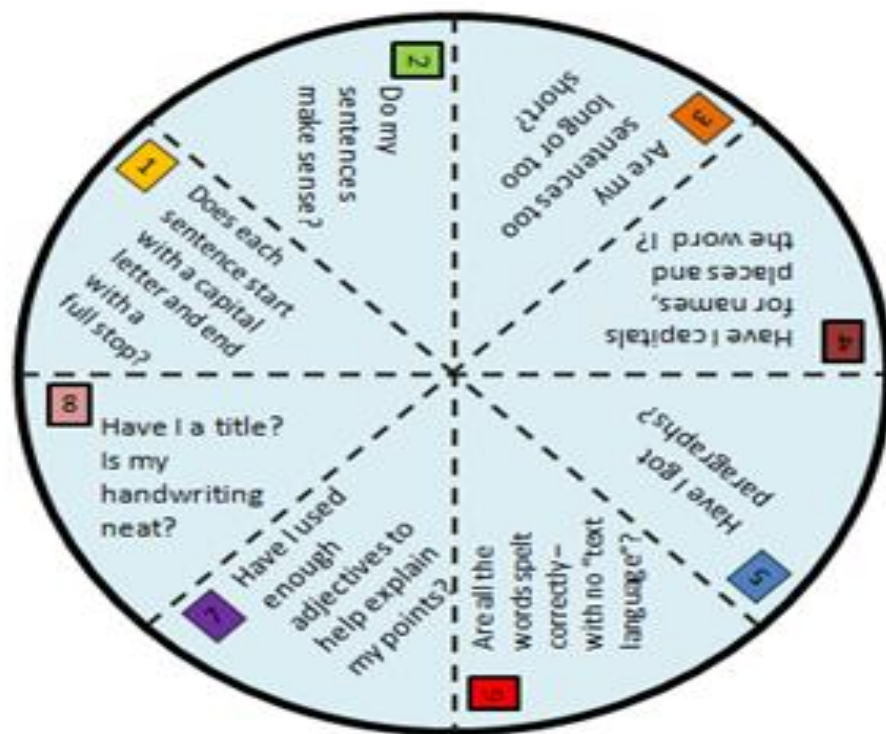 1
Does each
sentence start
with a capital
letter and end
with a
full stop?
2
Do my
sentences
make sense?
3
Are my
sentences too
long or too
short?
4
Have I capitals
for names,
places and
the word I?
5
Have I got
paragraphs?
6
Are all the
words spelt
correctly–
with no "text
language"?
7
Have I used
enough
adjectives to
help explain
my points?
8
Have I a title?
Is my
handwriting
neat?